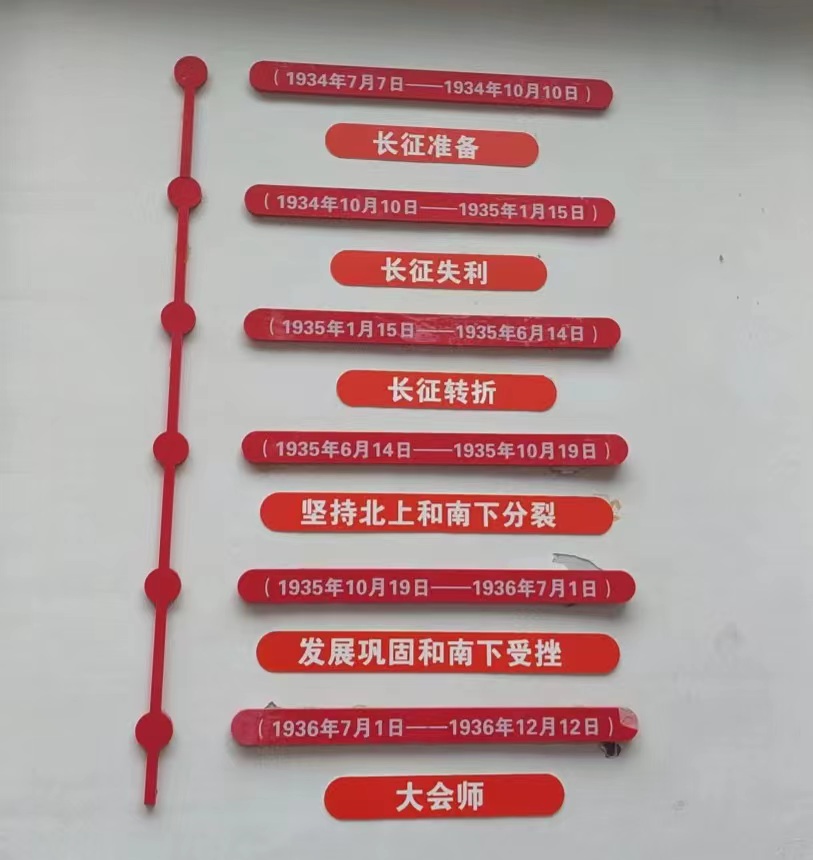 （1934年7月7日——1934年10月10日）
长征准备
（1934年10月10日——1935年1月15日）
长征失利
（1935年1月15日——1935年6月14日）
长征转折
（1935年6月14日——1935年10月19日）
坚持北上和南下分裂
（1935年10月19日——1936年7月1日）
发展巩固和南下受挫
（1936年7月1日——1936年12月12日）
大会师